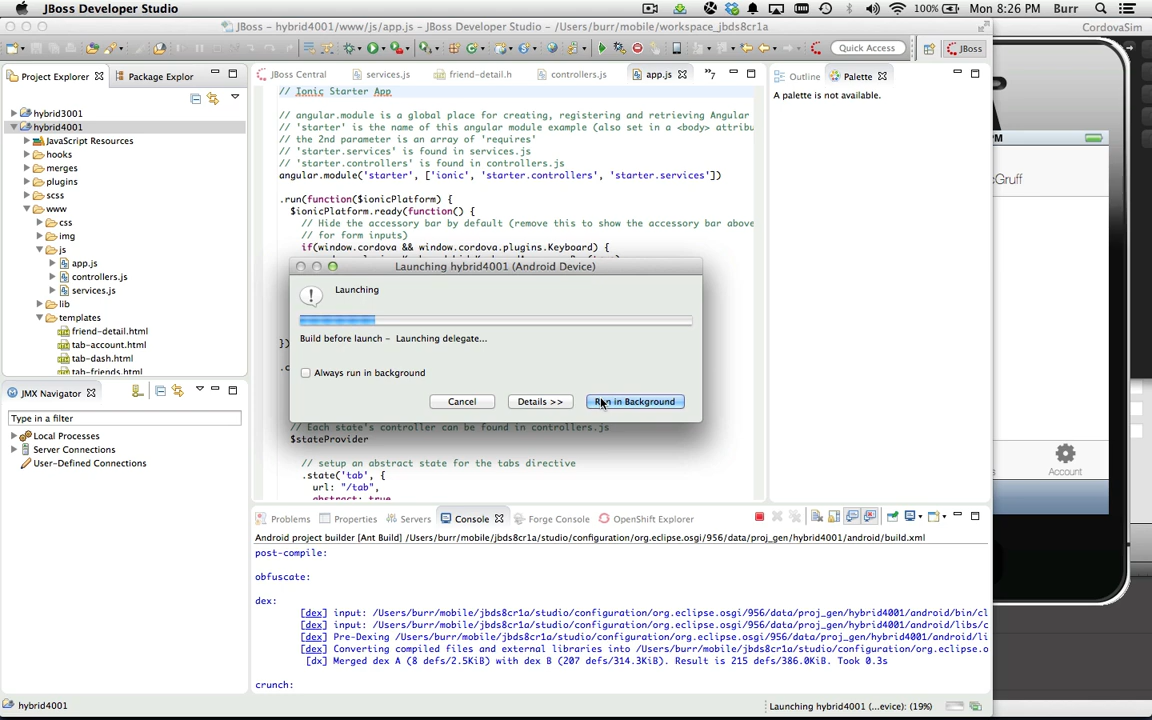 JBoss Developer Studio
100%
Mon 8:26 PM
Burr
JBoss - hybrid4001/www/js/app.js - JBoss Developer Studio - /Users/burr/mobile/workspace_jbds8cr1a
CordovaSim
Quick Access
JBoss
Project Explorer
Package Explor
JBoss Central
services.js
friend-detail.h
controllers.js
app.js
7
Outline
Palette
A palette is not available.
hybrid3001
hybrid4001
JavaScript Resources
hooks
merges
plugins
scss
www
css
img
js
app.js
controllers.js
services.js
lib
templates
friend-detail.html
tab-account.html
tab-dash.html
tab-friends.html
// Ionic Starter App
// angular.module is a global place for creating, registering and retrieving Angular
// 'starter' is the name of this angular module example (also set in a <body> attribu
// the 2nd parameter is an array of 'requires'
// 'starter.services' is found in services.js
// 'starter.controllers' is found in controllers.js
angular.module('starter', ['ionic', 'starter.controllers', 'starter.services'])
.run(function($ionicPlatform) {
$ionicPlatform.ready(function() {
// Hide the accessory bar by default (remove this to show the accessory bar above
// for form inputs)
if(window.cordova && window.cordova.plugins.Keyboard) {
Launching hybrid4001 (Android Device)
Launching
Build before launch - Launching delegate...
Always run in background
Cancel
Details >>
Run in Background
})
// Each state's controller can be found in controllers.js
$stateProvider
// setup an abstract state for the tabs directive
.state('tab', {
url: "/tab",
abstract: true
M
cGruff
Account
JMX Navigator
Type in a filter
Local Processes
Server Connections
User-Defined Connections
Problems
Properties
Servers
Console
Forge Console
OpenShift Explorer
Android project builder [Ant Build] /Users/burr/mobile/jbds8cr1a/studio/configuration/org.eclipse.osgi/956/data/proj_gen/hybrid4001/android/build.xml
post-compile:
obfuscate:
dex:
[dex] input: /Users/burr/mobile/jbds8cr1a/studio/configuration/org.eclipse.osgi/956/data/proj_gen/hybrid4001/android/bin/cl
[dex] input: /Users/burr/mobile/jbds8cr1a/studio/configuration/org.eclipse.osgi/956/data/proj_gen/hybrid4001/android/libs/c
[dex] Pre-Dexing /Users/burr/mobile/jbds8cr1a/studio/configuration/org.eclipse.osgi/956/data/proj_gen/hybrid4001/android/li
[dex] Converting compiled files and external libraries into /Users/burr/mobile/jbds8cr1a/studio/configuration/org.eclipse.o
[dx] Merged dex A (8 defs/2.5KiB) with dex B (207 defs/314.3KiB). Result is 215 defs/386.0KiB. Took 0.3s
crunch:
hybrid4001
Launching hybrid4001 (...evice): (19%)